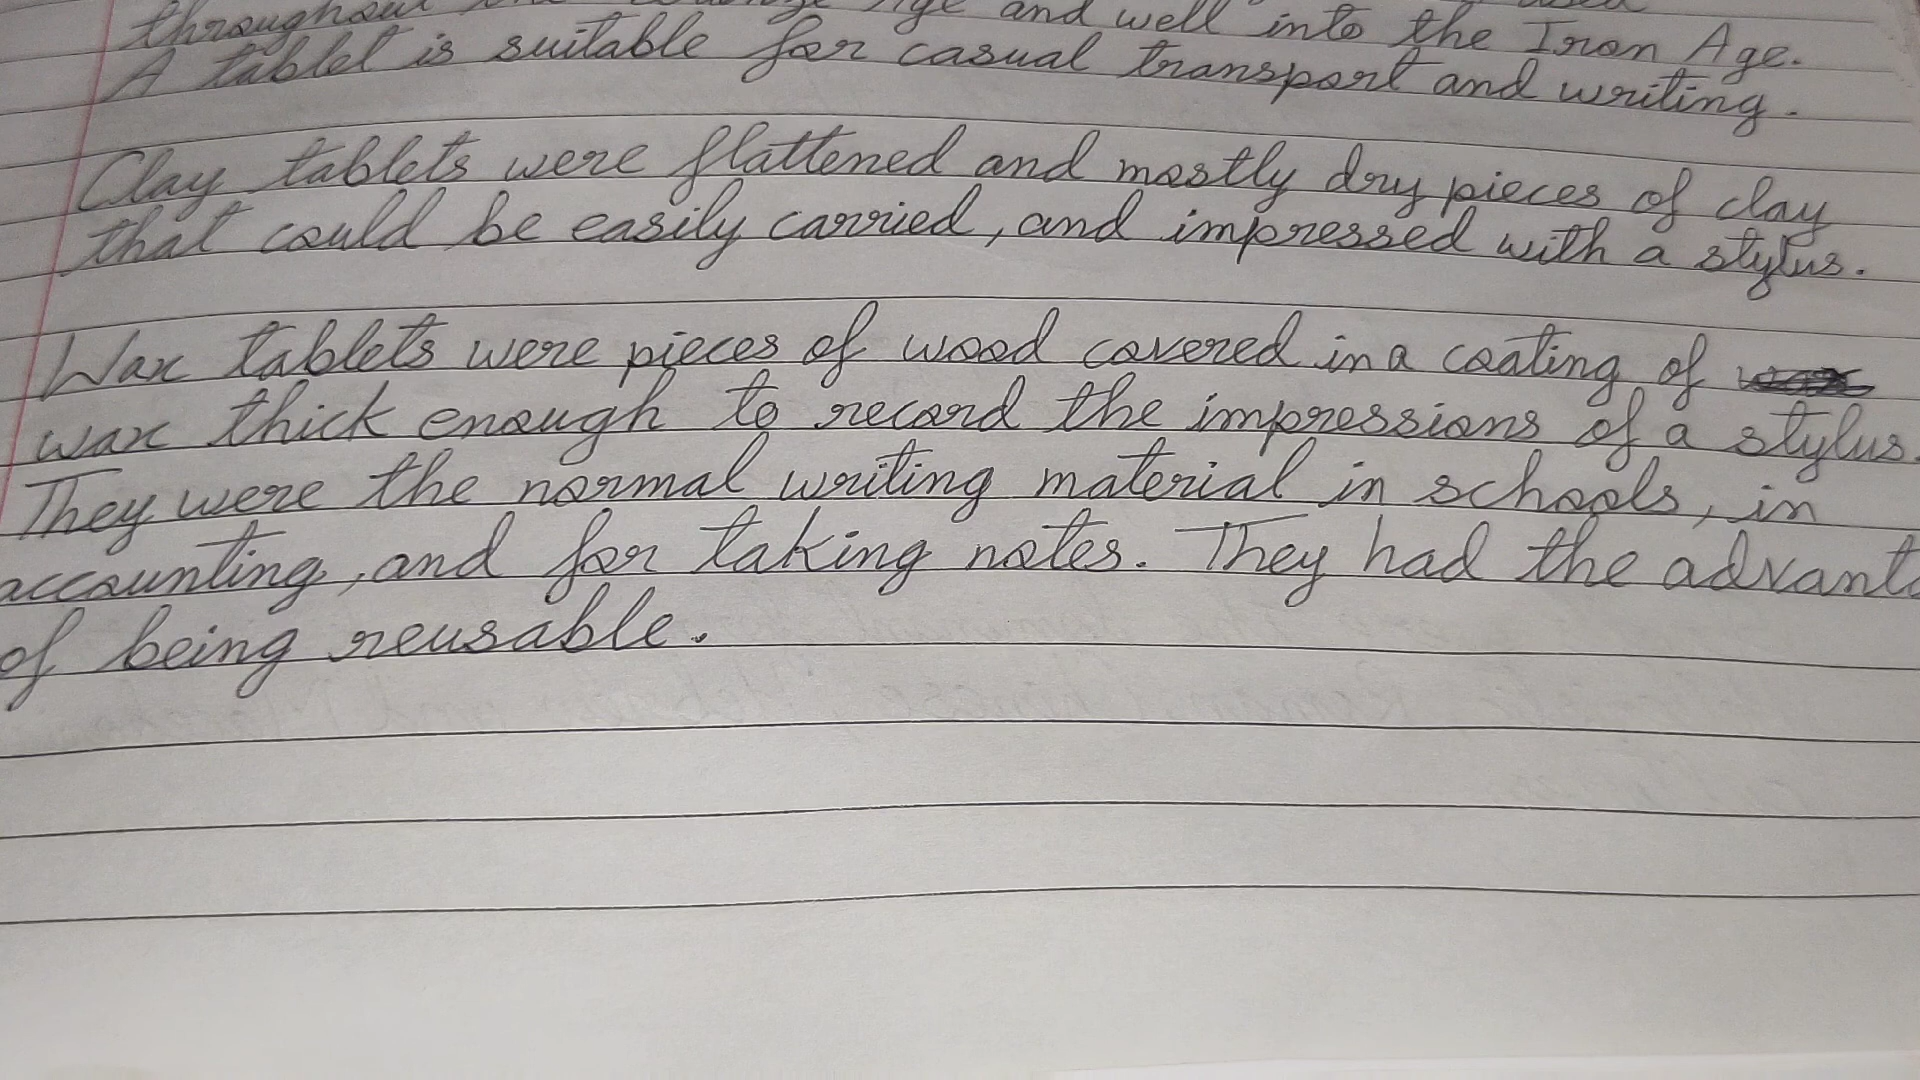 throughout Age and well into the Iron Age.
A tablet is suitable for casual transport and writing.
Clay tablets were flattened and mostly dry pieces of clay
that could be easily carried, and impressed with a stylus.
Wax tablets were pieces of wood covered in a coating of
wax thick enough to record the impressions of a stylus.
They were the normal writing material in schools, in
accounting, and for taking notes. They had the advant
of being reusable.